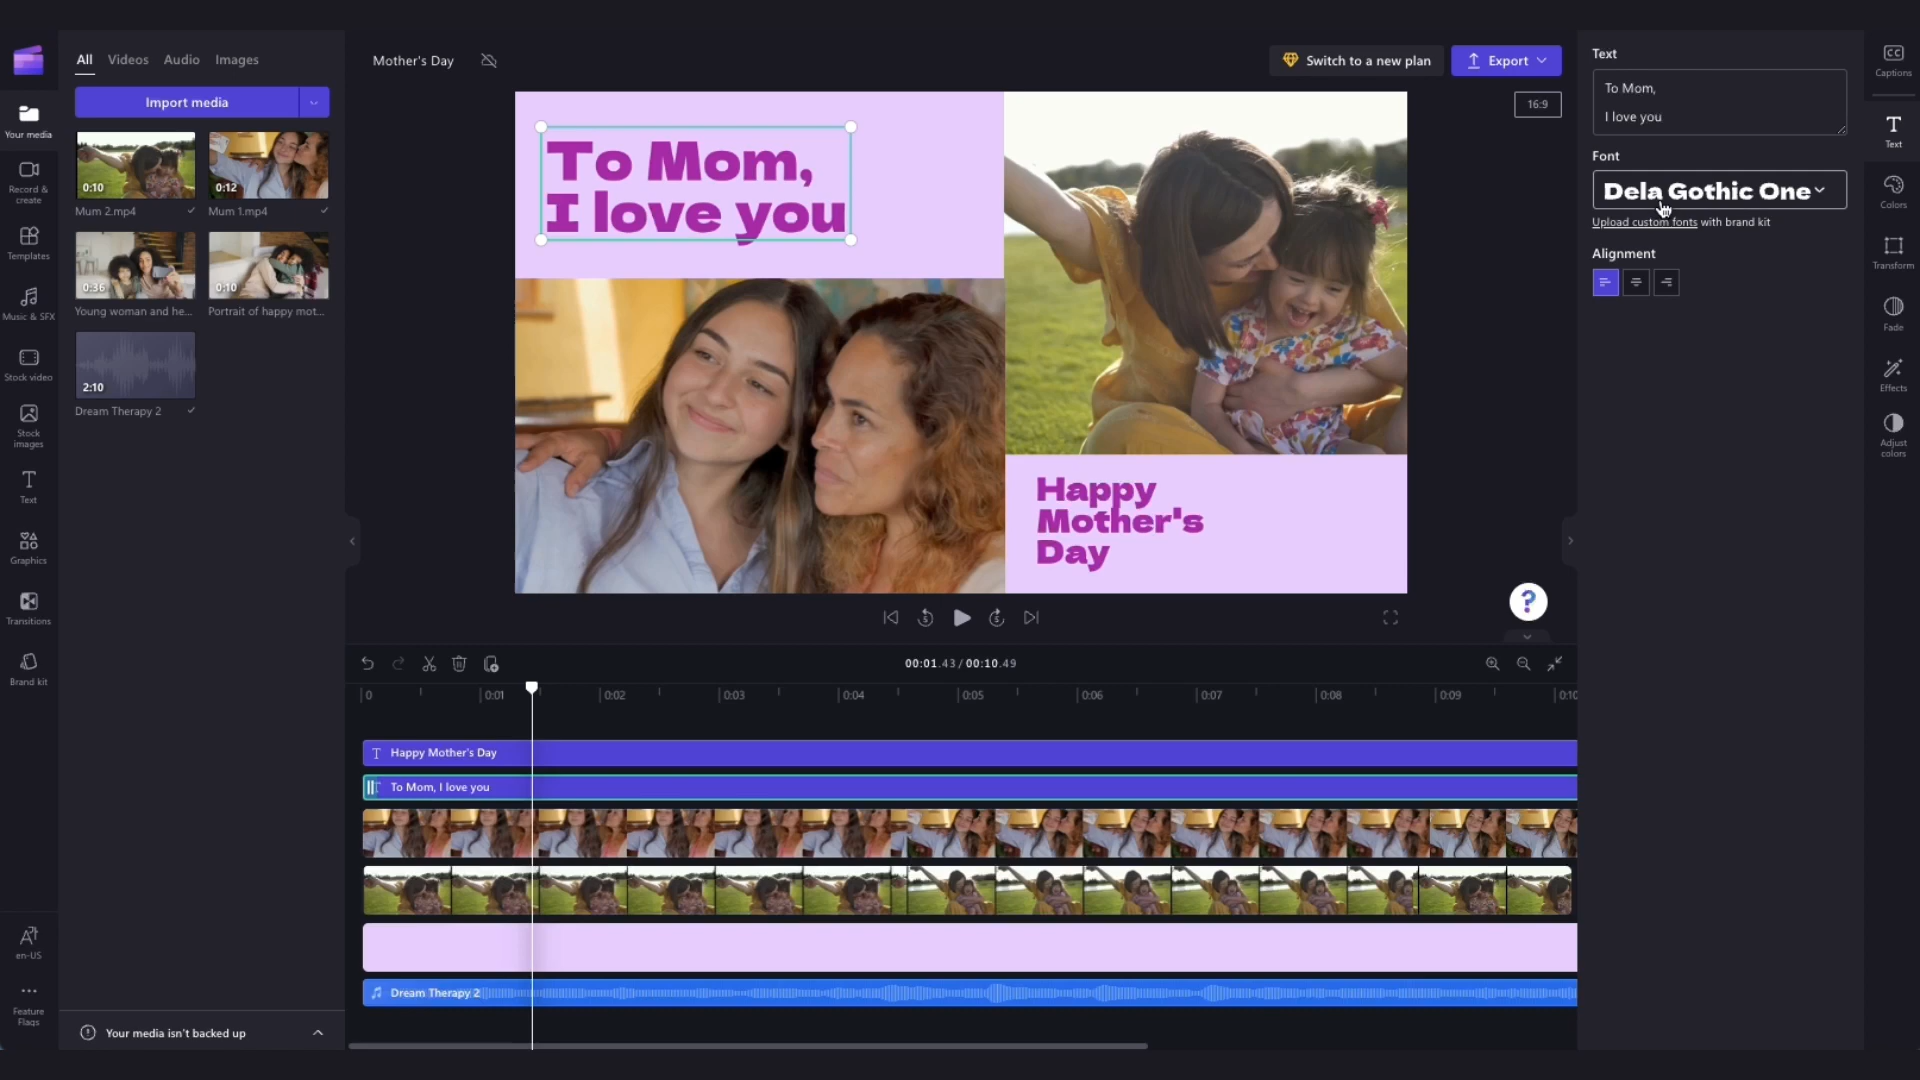 All Videos Audio Images
Import media
0:10
Mum 2.mp4
0:12
Mum 1.mp4
0:36
Young woman and he...
0:10
Portrait of happy mot...
2:10
Dream Therapy 2
Your media
Record &
create
Templates
Music & SFX
Stock video
Stock
images
Text
Graphics
Transitions
Brand kit
en-US
Feature
Flags
Your media isn't backed up
Mother's Day
Switch to a new plan
Export
16:9
To Mom,
I love you
Happy
Mother's
Day
5
5
?
00:01.43 / 00:10.49
0 0:01 0:02 0:03 0:04 0:05 0:06 0:07 0:08 0:09 0:10
T Happy Mother's Day
To Mom, I love you
Dream Therapy 2
Text
To Mom,
I love you
Font
Dela Gothic One
Upload custom fonts with brand kit
Alignment
CC
Captions
Text
Colors
Transform
Fade
Effects
Adjust
colors